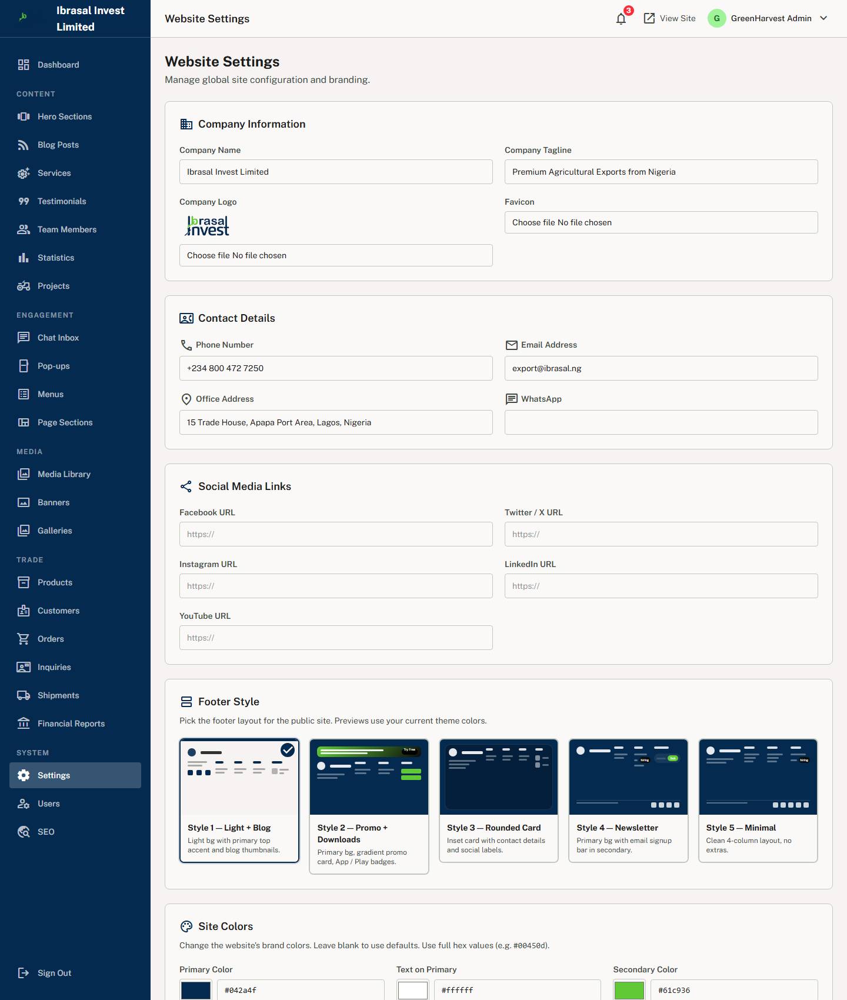 Ibrasal Invest
Limited
Website Settings
3
View Site
G
GreenHarvest Admin
Dashboard
CONTENT
Hero Sections
Blog Posts
Services
Testimonials
Team Members
Statistics
Projects
ENGAGEMENT
Chat Inbox
Pop-ups
Menus
Page Sections
MEDIA
Media Library
Banners
Galleries
TRADE
Products
Customers
Orders
Inquiries
Shipments
Financial Reports
SYSTEM
Settings
Users
SEO
Sign Out
Website Settings
Manage global site configuration and branding.
Company Information
Company Name
Ibrasal Invest Limited
Company Tagline
Premium Agricultural Exports from Nigeria
Company Logo
Ibrasal
Invest
Choose file No file chosen
Favicon
Choose file No file chosen
Contact Details
Phone Number
+234 800 472 7250
Email Address
export@ibrasal.ng
Office Address
15 Trade House, Apapa Port Area, Lagos, Nigeria
WhatsApp
Social Media Links
Facebook URL
https://
Twitter / X URL
https://
Instagram URL
https://
LinkedIn URL
https://
YouTube URL
https://
Footer Style
Pick the footer layout for the public site. Previews use your current theme colors.
Style 1 — Light + Blog
Light bg with primary top
accent and blog thumbnails.
Try Free
Style 2 — Promo +
Downloads
Primary bg, gradient promo
card, App / Play badges.
Style 3 — Rounded Card
Inset card with contact details
and social labels.
hiring
Sub
Style 4 — Newsletter
Primary bg with email signup
bar in secondary.
hiring
Style 5 — Minimal
Clean 4-column layout, no
extras.
Site Colors
Change the website's brand colors. Leave blank to use defaults. Use full hex values (e.g. #00450d).
Primary Color
#042a4f
Text on Primary
#ffffff
Secondary Color
#61c936